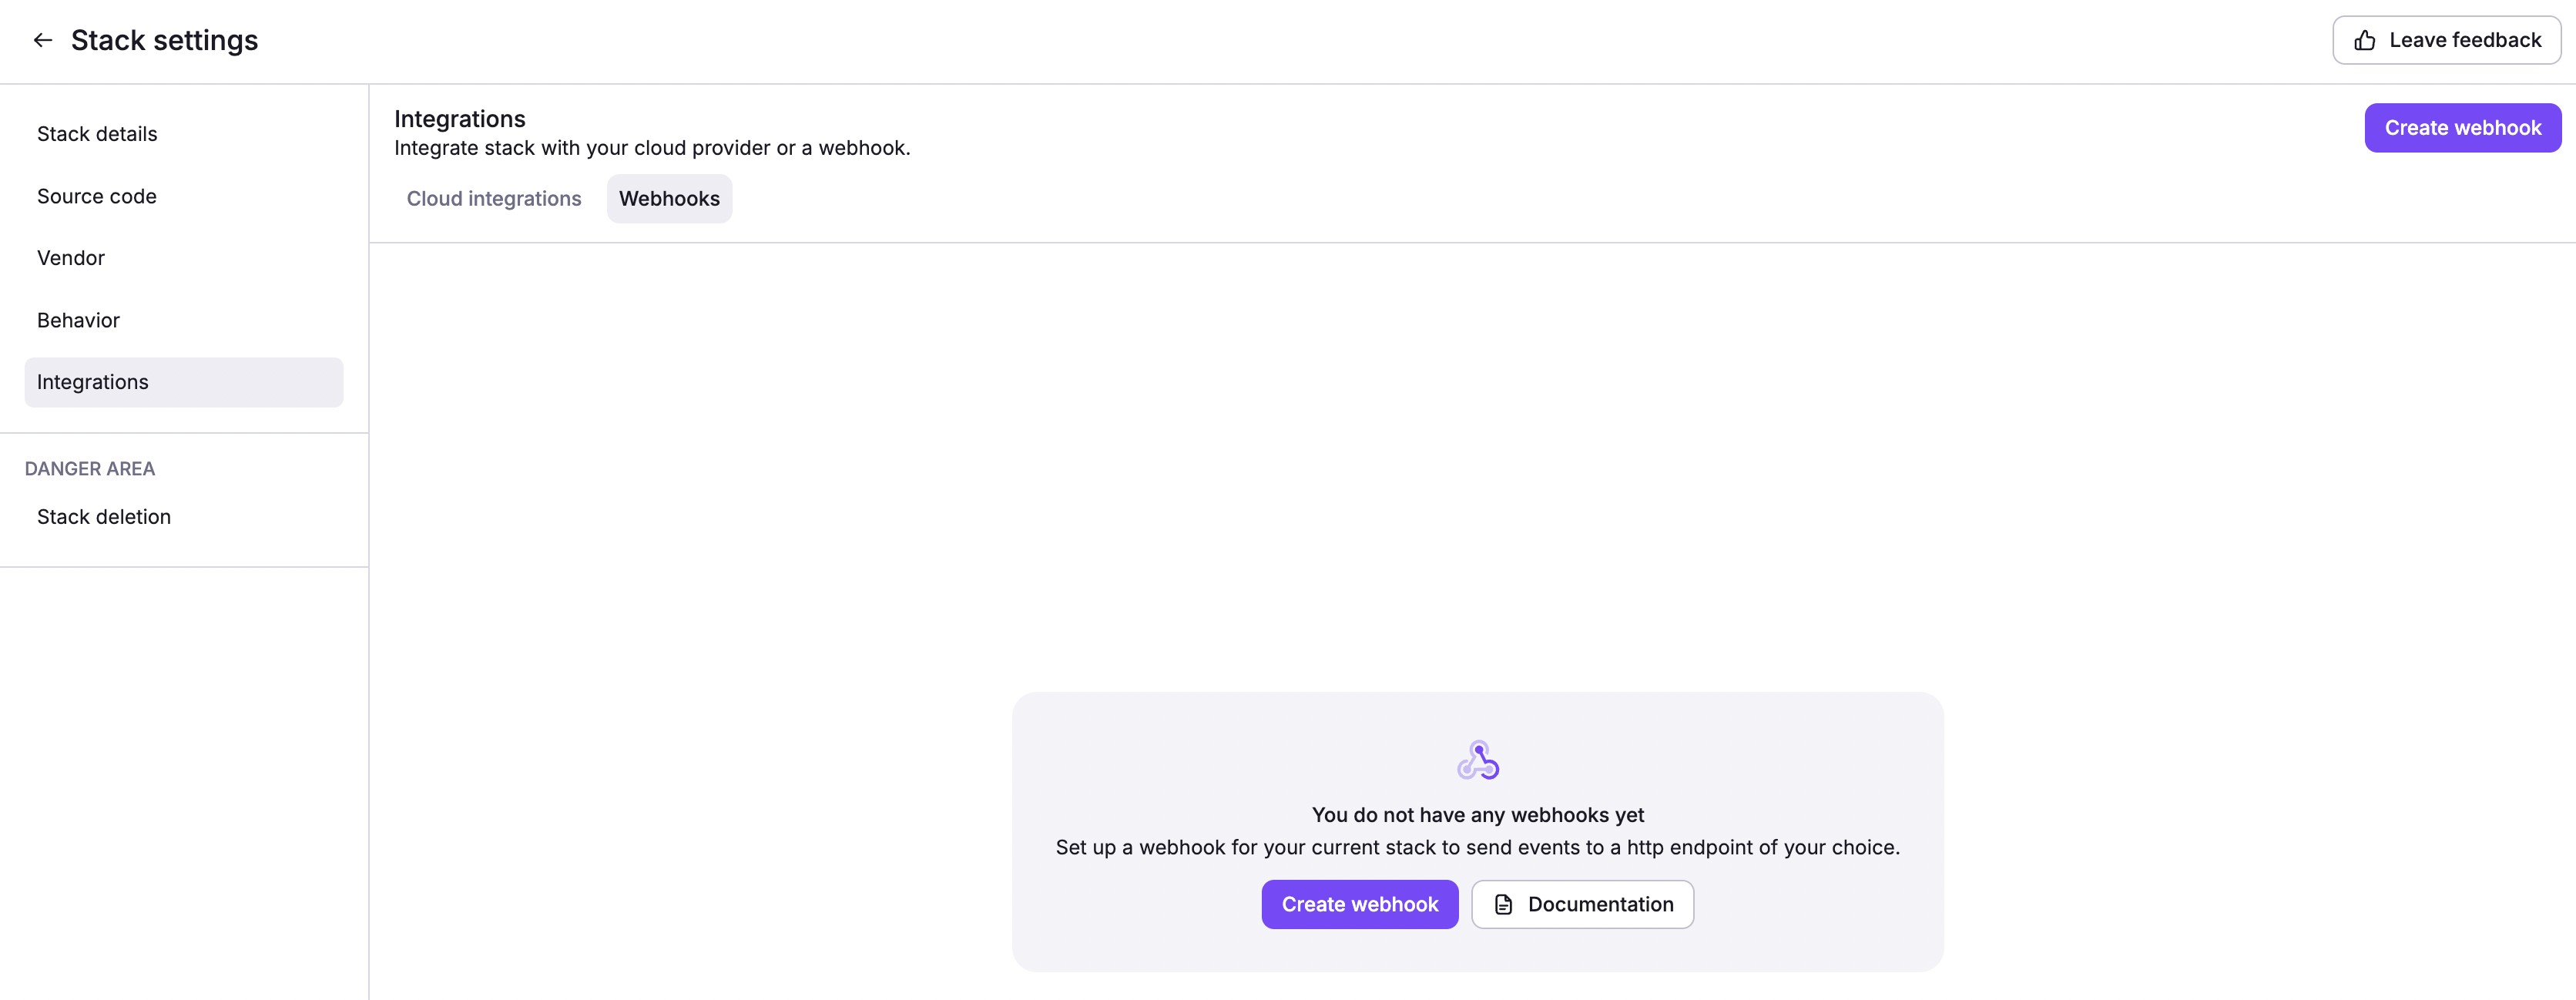 Stack settings
Leave feedback
Stack details
Source code
Vendor
Behavior
Integrations
DANGER AREA
Stack deletion
Integrations
Integrate stack with your cloud provider or a webhook.
Create webhook
Cloud integrations
Webhooks
You do not have any webhooks yet
Set up a webhook for your current stack to send events to a http endpoint of your choice.
Create webhook
Documentation